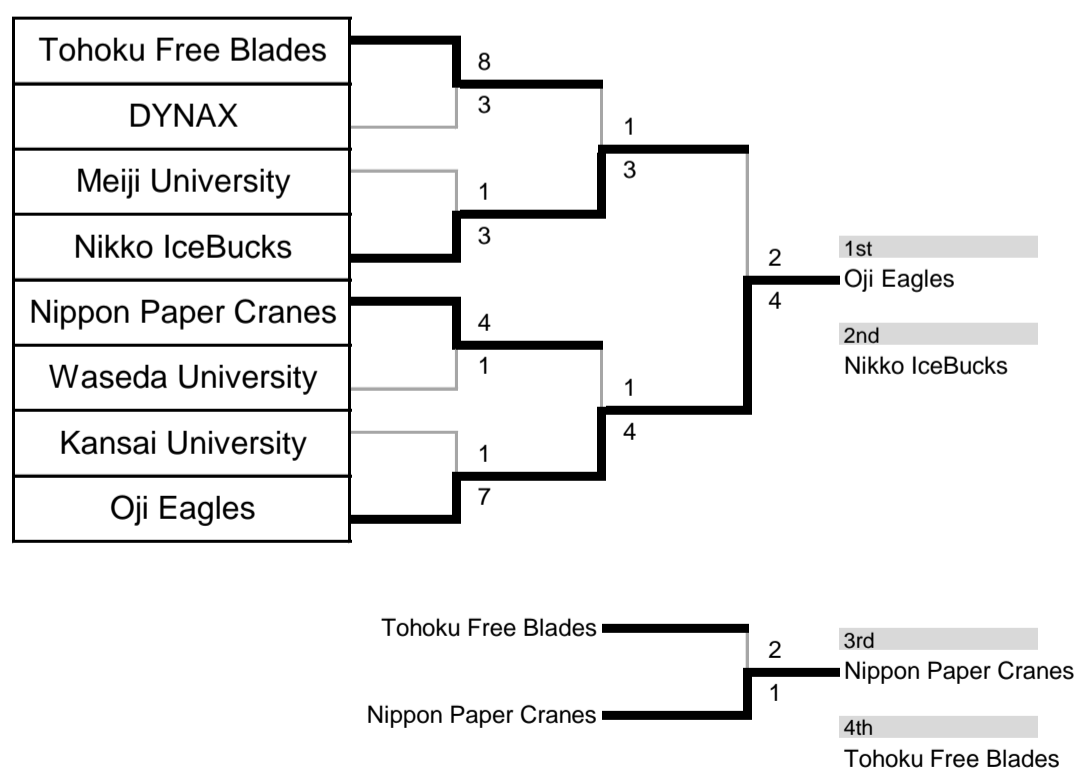 Tohoku Free Blades
8
3
DYNAX
1
3
Meiji University
1
3
Nikko IceBucks
2
4
1st
Oji Eagles
Nippon Paper Cranes
4
1
2nd
Nikko IceBucks
Waseda University
1
4
Kansai University
1
7
Oji Eagles
Tohoku Free Blades
2
1
3rd
Nippon Paper Cranes
Nippon Paper Cranes
4th
Tohoku Free Blades